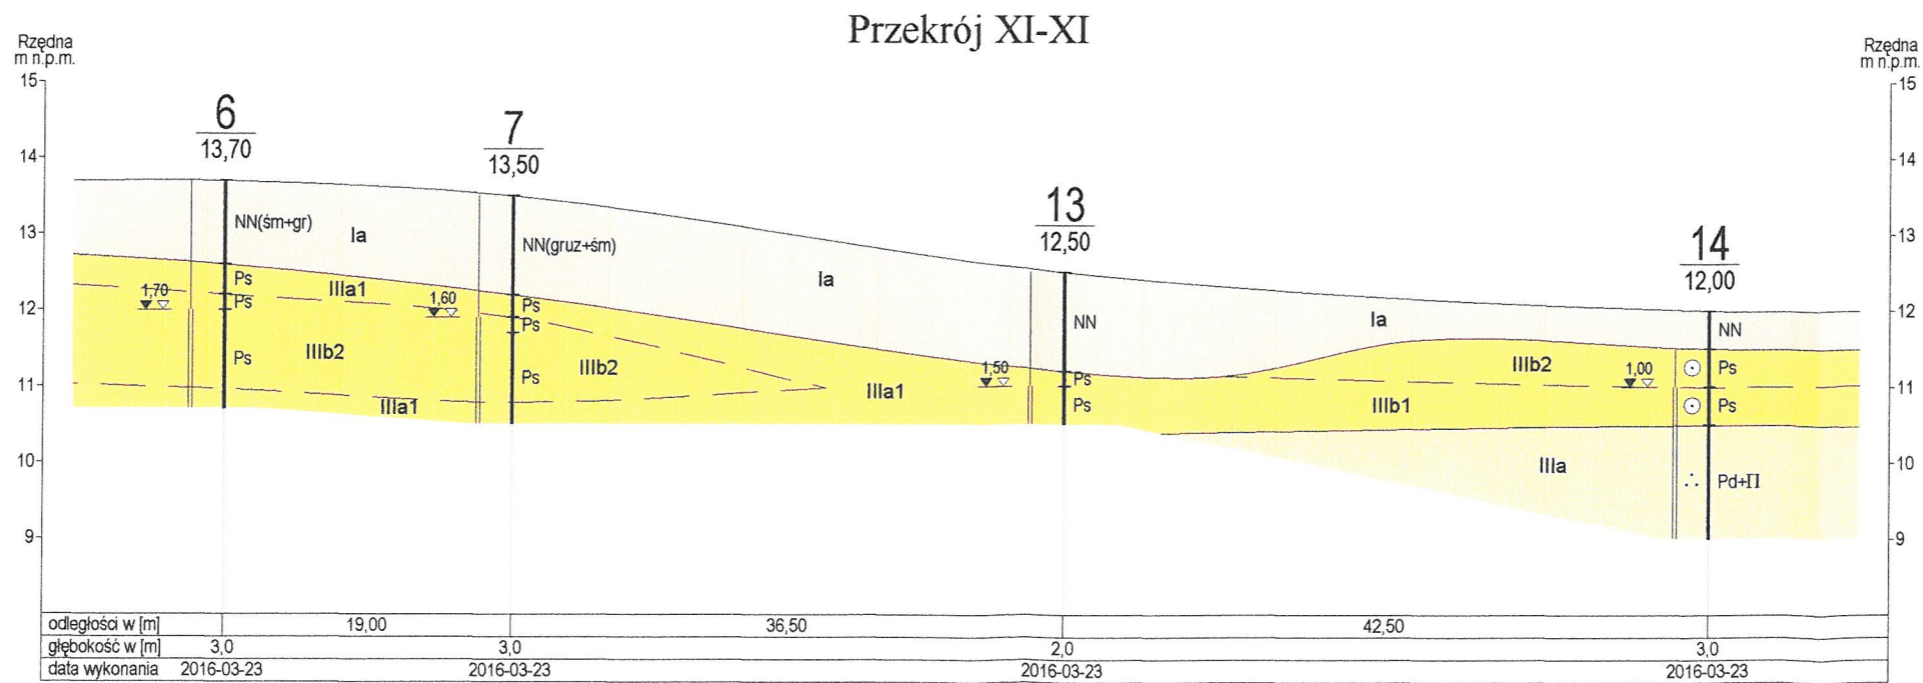 Przekrój XI-XI
Rzędna
m n.p.m.
Rzędna
m n.p.m.
15
14
13
12
11
10
9
15
14
13
12
11
10
9
6
13,70
7
13,50
13
12,50
14
12,00
NN(śm+gr)
Ia
NN(gruz+śm)
Ia
NN
Ia
NN
Ps
IIIa1
Ps
1,70
Ps
IIIb2
IIIa1
1,60
Ps
Ps
Ps
IIIb2
IIIa1
1,50
Ps
Ps
IIIb2
IIIb1
1,00
Ps
Ps
IIIa
Pd+Π
odległości w [m] 19,00 36,50 42,50
głębokość w [m] 3,0 3,0 2,0 3,0
data wykonania 2016-03-23 2016-03-23 2016-03-23 2016-03-23